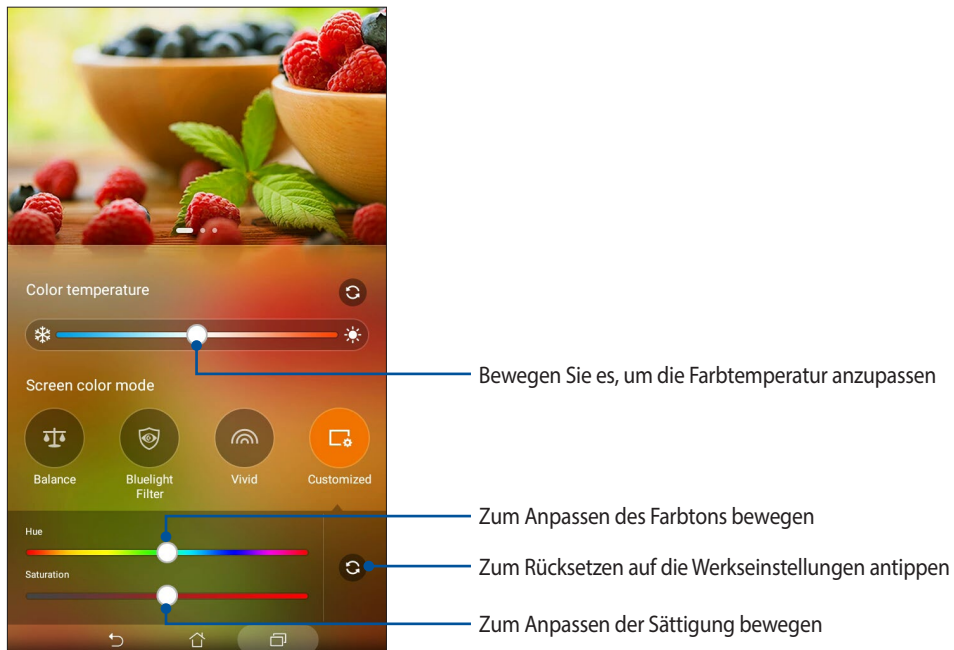 Color temperature
Bewegen Sie es, um die Farbtemperatur anzupassen
Screen color mode
Balance
Bluelight
Filter
Vivid
Customized
Hue
Zum Anpassen des Farbtons bewegen
Zum Rücksetzen auf die Werkseinstellungen antippen
Saturation
Zum Anpassen der Sättigung bewegen